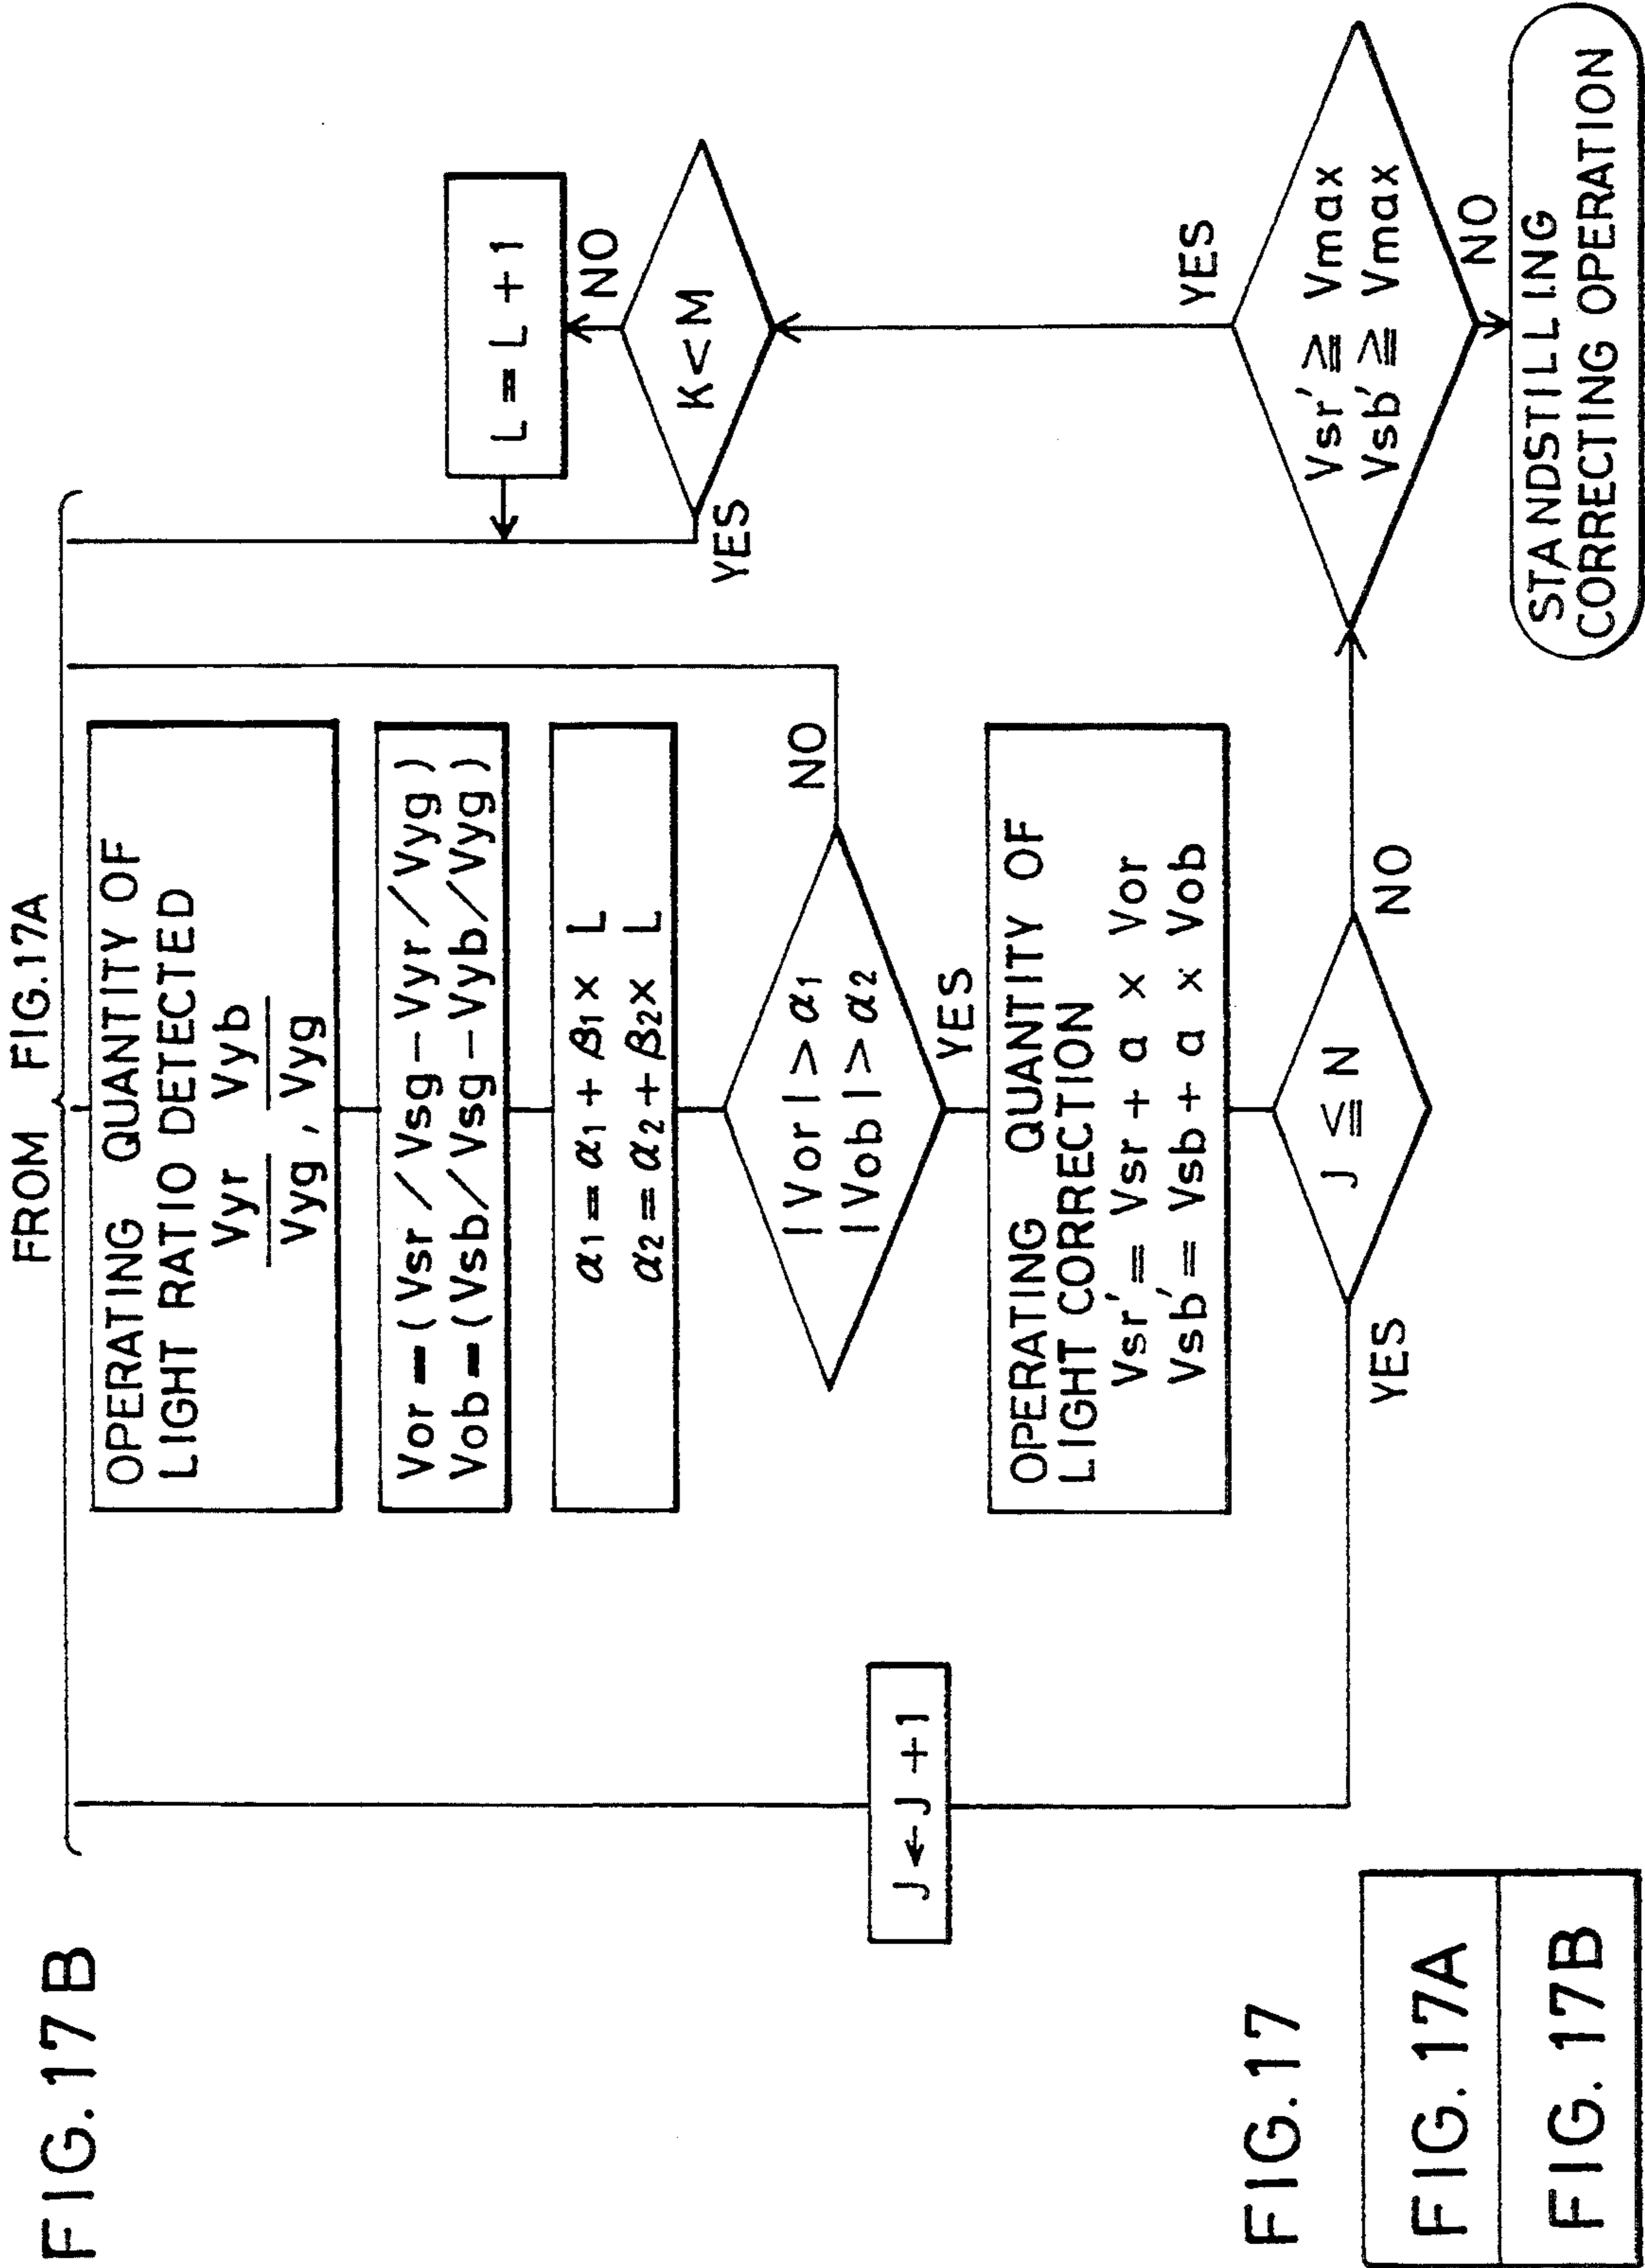 FIG.17B
FROM FIG.17A
OPERATING QUANTITY OF
LIGHT RATIO DETECTED
Vyr Vyb
Vyg , Vyg
Vor = (Vsr/Vsg-Vyr/Vyg)
Vob = (Vsb/Vsg-Vyb/Vyg)
α1 = α1 + β1 x L
α2 = α2 + β2 x L
|Vor| > α1
|Vob| > α2
NO
YES
OPERATING QUANTITY OF
LIGHT CORRECTION
Vsr' = Vsr + a x Vor
Vsb' = Vsb + a x Vob
J ≦ N
YES
NO
J ← J + 1
L = L + 1
NO
K < M
YES
YES
Vsr' ≧ Vmax
Vsb' ≧ Vmax
NO
STANDSTILLING
CORRECTING OPERATION
FIG.17
FIG.17A
FIG.17B